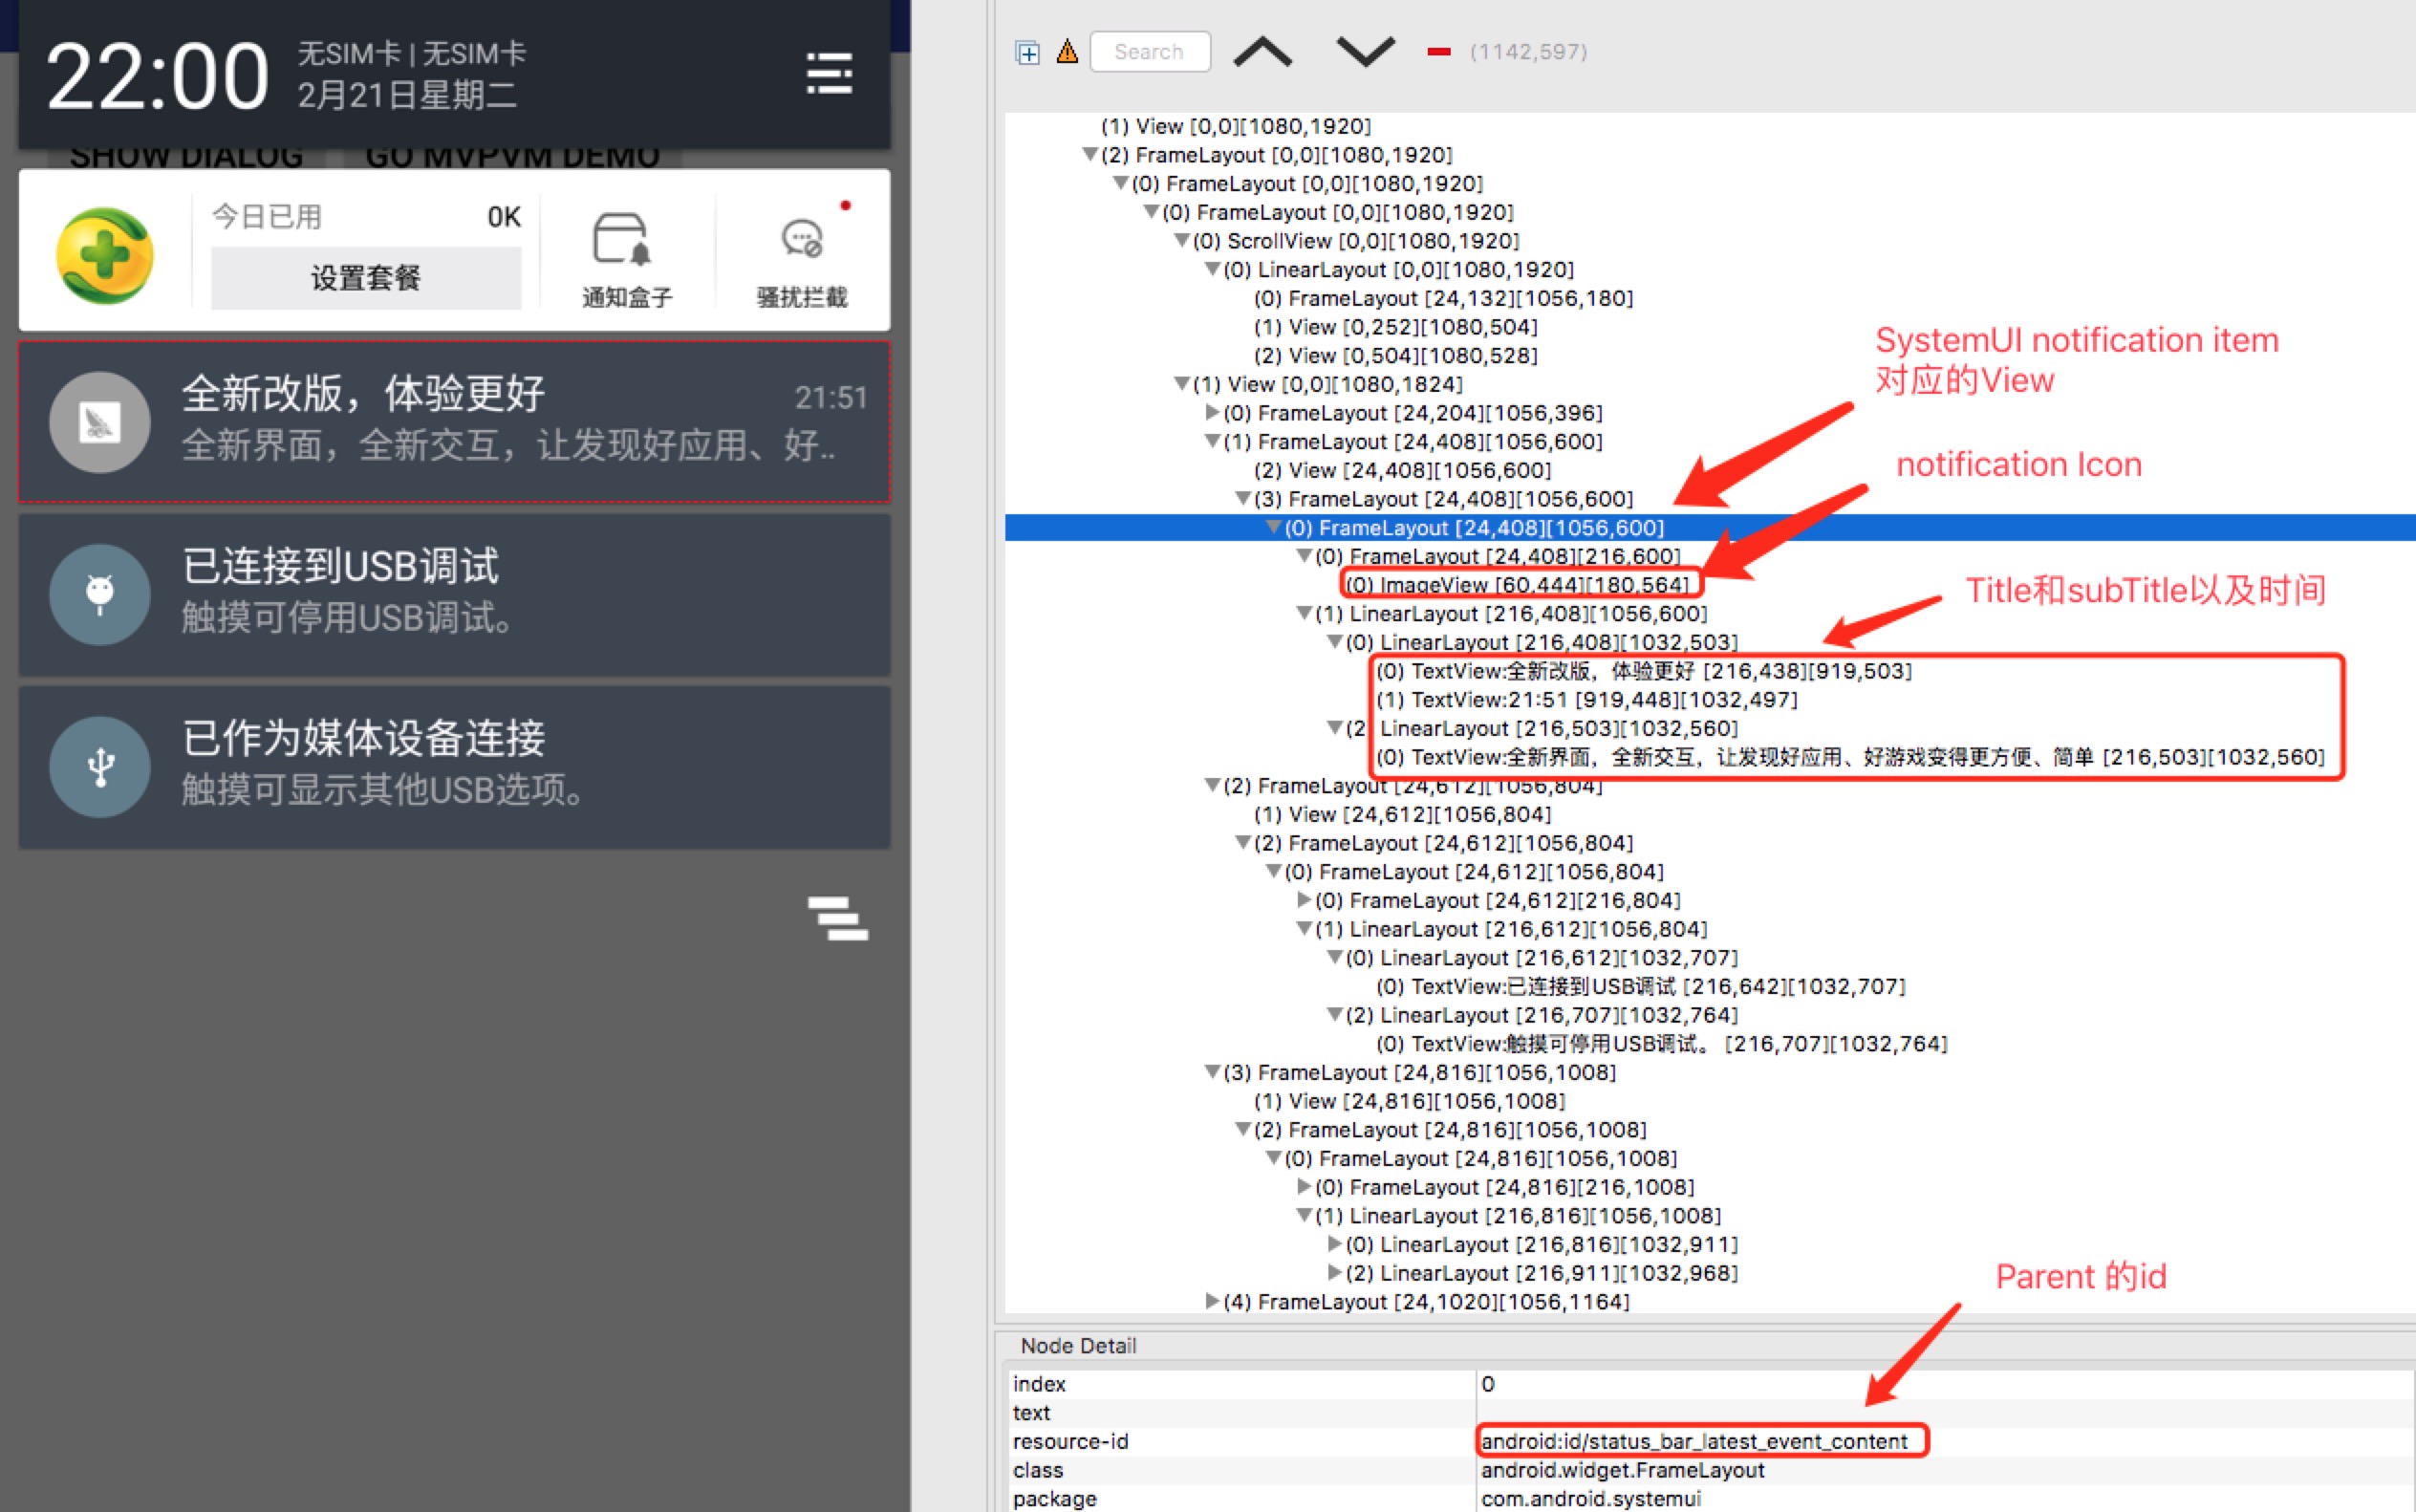 22:00
无SIM卡 | 无SIM卡
2月21日星期二
SHOW DIALOG
GO MVPVM DEMO
今日已用
0K
设置套餐
通知盒子
骚扰拦截
全新改版，体验更好
21:51
全新界面，全新交互，让发现好应用、好..
已连接到USB调试
触摸可停用USB调试。
已作为媒体设备连接
触摸可显示其他USB选项。
Search
(1142,597)
(1) View [0,0][1080,1920]
(2) FrameLayout [0,0][1080,1920]
(0) FrameLayout [0,0][1080,1920]
(0) FrameLayout [0,0][1080,1920]
(0) ScrollView [0,0][1080,1920]
(0) LinearLayout [0,0][1080,1920]
(0) FrameLayout [24,132][1056,180]
(1) View [0,252][1080,504]
(2) View [0,504][1080,528]
(1) View [0,0][1080,1824]
(0) FrameLayout [24,204][1056,396]
(1) FrameLayout [24,408][1056,600]
(2) View [24,408][1056,600]
(3) FrameLayout [24,408][1056,600]
(0) FrameLayout [24,408][1056,600]
(0) FrameLayout [24,408][216,600]
(0) ImageView [60,444][180,564]
(1) LinearLayout [216,408][1056,600]
(0) LinearLayout [216,408][1032,503]
(0) TextView:全新改版，体验更好 [216,438][919,503]
(1) TextView:21:51 [919,448][1032,497]
(2 LinearLayout [216,503][1032,560]
(0) TextView:全新界面，全新交互，让发现好应用、好游戏变得更方便、简单 [216,503][1032,560]
(2) FrameLayout [24,612][1056,804]
(1) View [24,612][1056,804]
(2) FrameLayout [24,612][1056,804]
(0) FrameLayout [24,612][1056,804]
(0) FrameLayout [24,612][216,804]
(1) LinearLayout [216,612][1056,804]
(0) LinearLayout [216,612][1032,707]
(0) TextView:已连接到USB调试 [216,642][1032,707]
(2) LinearLayout [216,707][1032,764]
(0) TextView:触摸可停用USB调试。 [216,707][1032,764]
(3) FrameLayout [24,816][1056,1008]
(1) View [24,816][1056,1008]
(2) FrameLayout [24,816][1056,1008]
(0) FrameLayout [24,816][1056,1008]
(0) FrameLayout [24,816][216,1008]
(1) LinearLayout [216,816][1056,1008]
(0) LinearLayout [216,816][1032,911]
(2) LinearLayout [216,911][1032,968]
(4) FrameLayout [24,1020][1056,1164]
SystemUI notification item
对应的View
notification Icon
Title和subTitle以及时间
Parent 的id
Node Detail
index 0
text
resource-id android:id/status_bar_latest_event_content
class android.widget.FrameLayout
package com.android.systemui